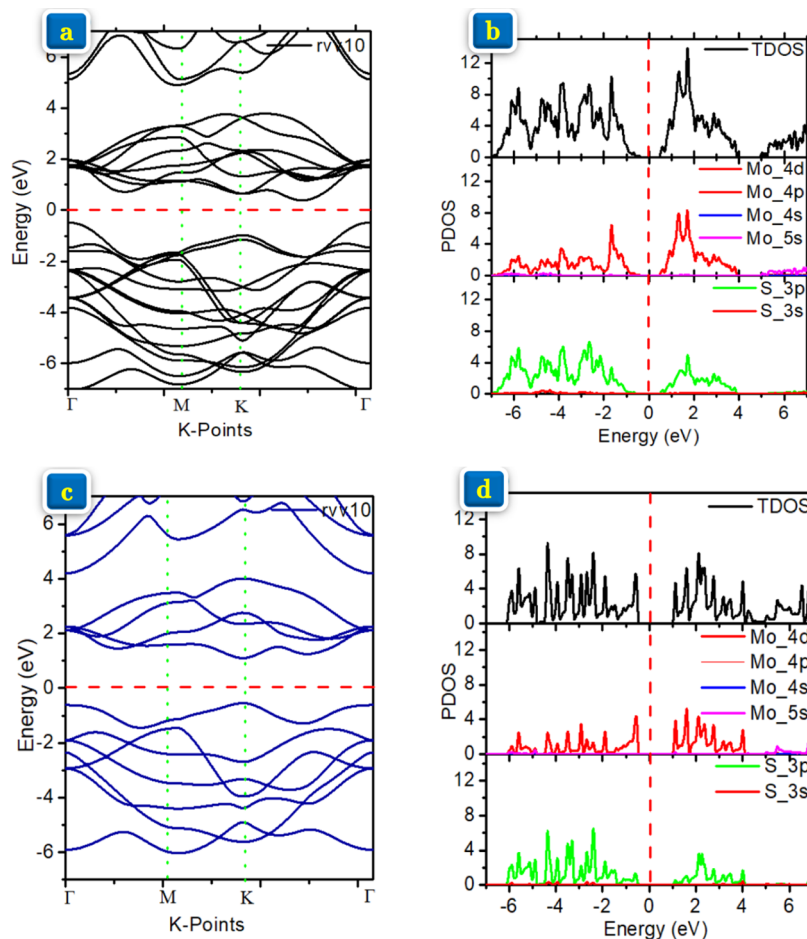 a
rvv10
6
4
2
0
-2
-4
-6
Energy (eV)
Γ
M
K
Γ
K-Points
b
TDOS
12
8
4
0
Mo_4d
Mo_4p
Mo_4s
Mo_5s
12
8
4
0
PDOS
S_3p
S_3s
12
8
4
0
-6
-4
-2
0
2
4
6
Energy (eV)
c
rvv10
6
4
2
0
-2
-4
-6
Energy (eV)
Γ
M
K
Γ
K-Points
d
TDOS
12
8
4
0
Mo_4d
Mo_4p
Mo_4s
Mo_5s
12
8
4
0
PDOS
S_3p
S_3s
12
8
4
0
-6
-4
-2
0
2
4
6
Energy (eV)